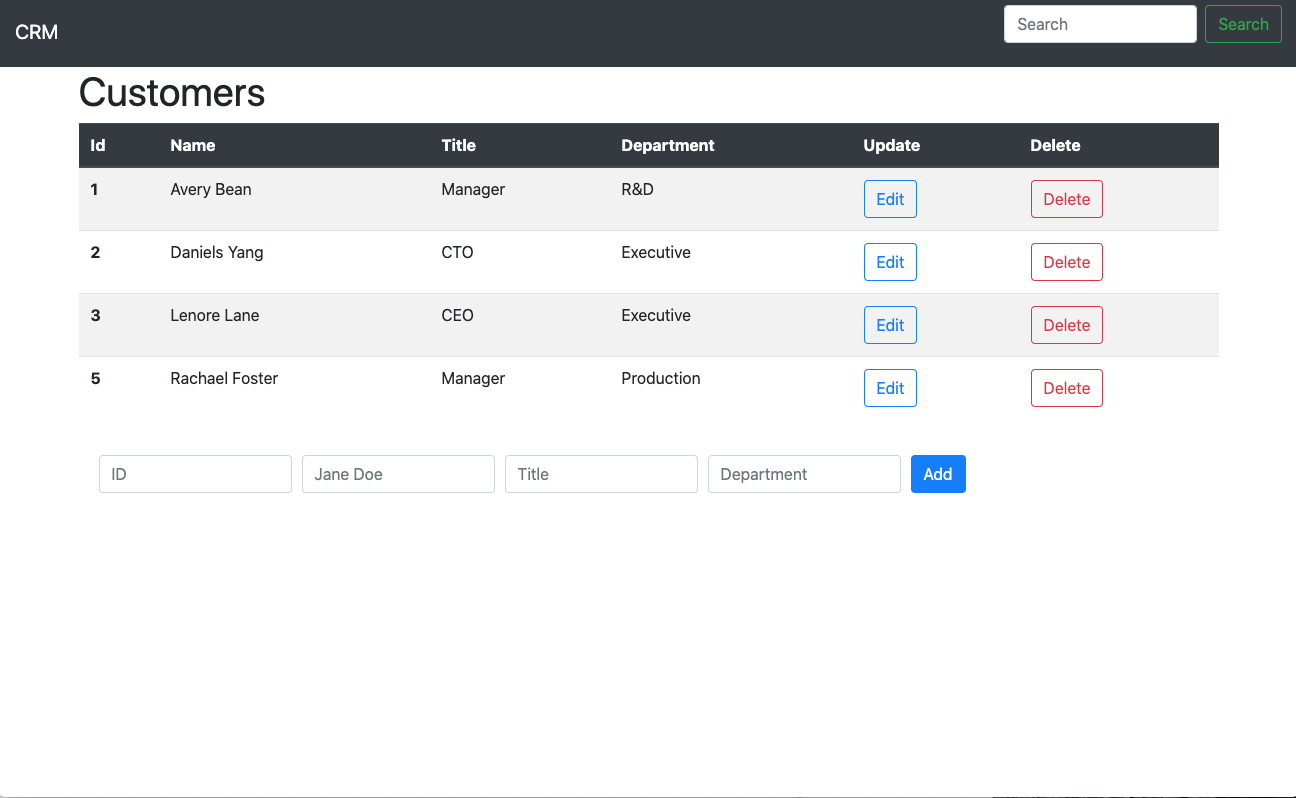 CRM Search Search
Customers
Id Name Title Department Update Delete
1 Avery Bean Manager R&D Edit Delete
2 Daniels Yang CTO Executive Edit Delete
3 Lenore Lane CEO Executive Edit Delete
5 Rachael Foster Manager Production Edit Delete
ID Jane Doe Title Department Add